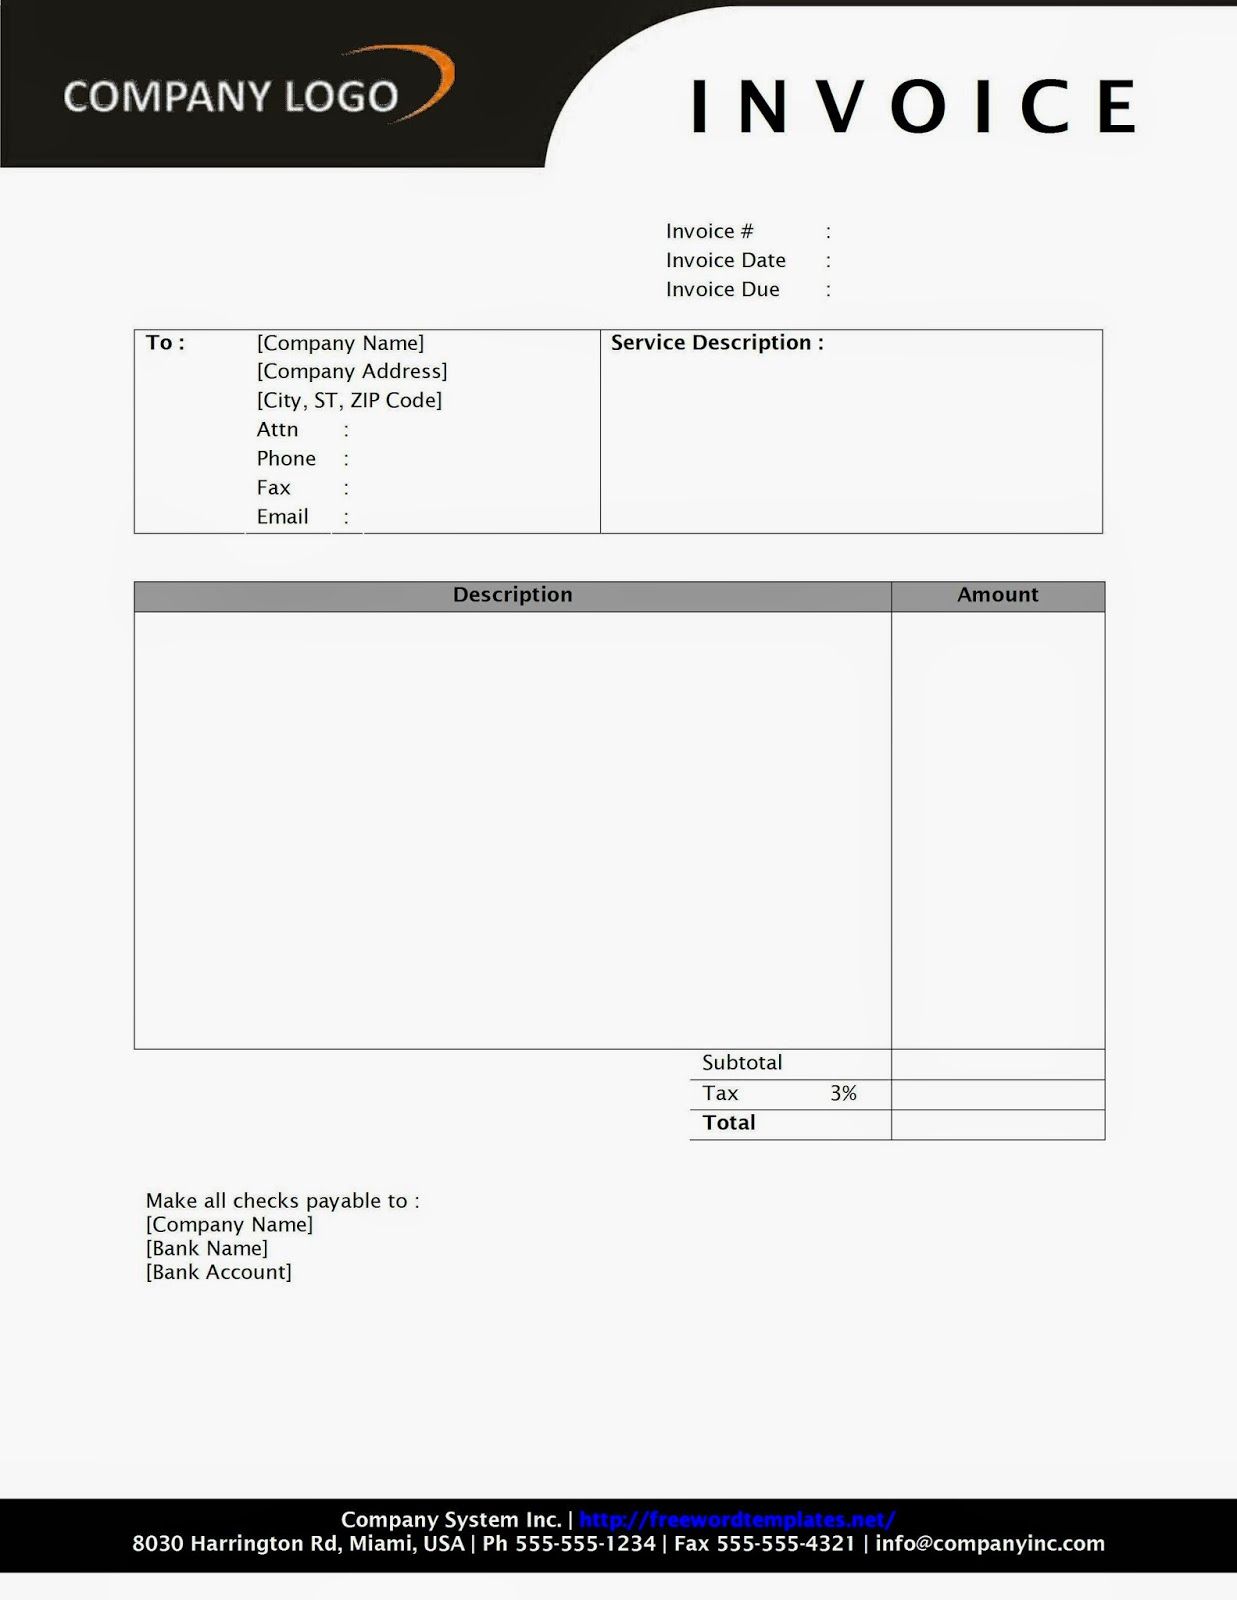 COMPANY LOGO
INVOICE
Invoice # :
Invoice Date :
Invoice Due :
To : [Company Name]
[Company Address]
[City, ST, ZIP Code]
Attn :
Phone :
Fax :
Email :
Service Description :
Description Amount
Subtotal
Tax 3%
Total
Make all checks payable to :
[Company Name]
[Bank Name]
[Bank Account]
Company System Inc. | http://freewordtemplates.net/
8030 Harrington Rd, Miami, USA | Ph 555-555-1234 | Fax 555-555-4321 | info@companyinc.com